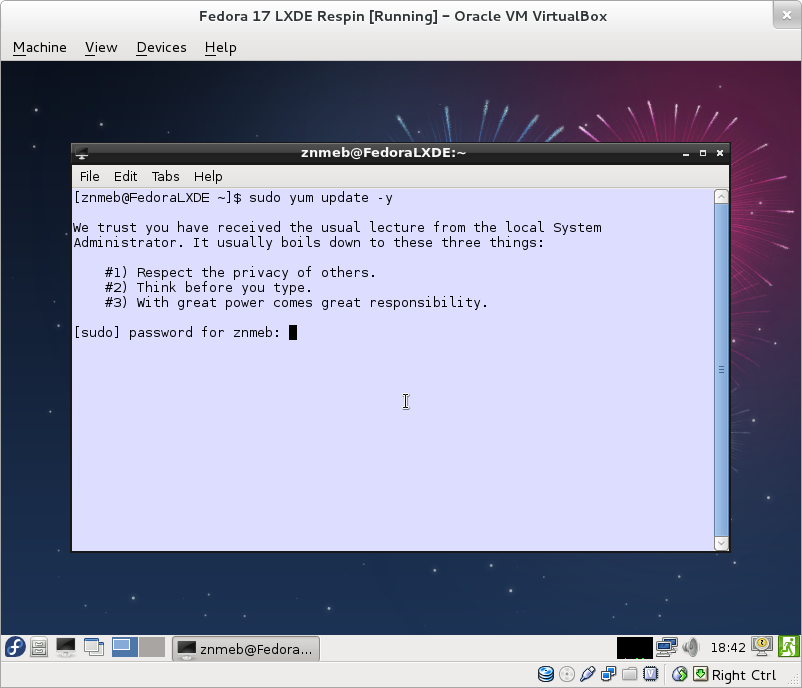 Fedora 17 LXDE Respin [Running] – Oracle VM VirtualBox
Machine View Devices Help
znmeb@FedoraLXDE:~
File Edit Tabs Help
[znmeb@FedoraLXDE ~]$ sudo yum update -y
We trust you have received the usual lecture from the local System
Administrator. It usually boils down to these three things:
#1) Respect the privacy of others.
#2) Think before you type.
#3) With great power comes great responsibility.
[sudo] password for znmeb:
znmeb@Fedora...
18:42
Right Ctrl